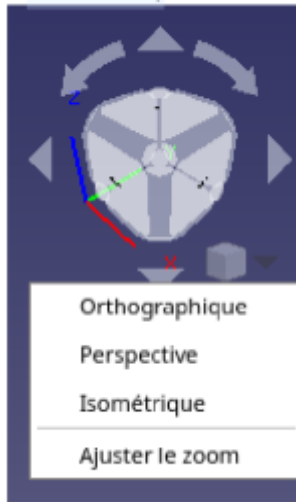 Z
Y
X
Orthographique
Perspective
Isométrique
Ajuster le zoom